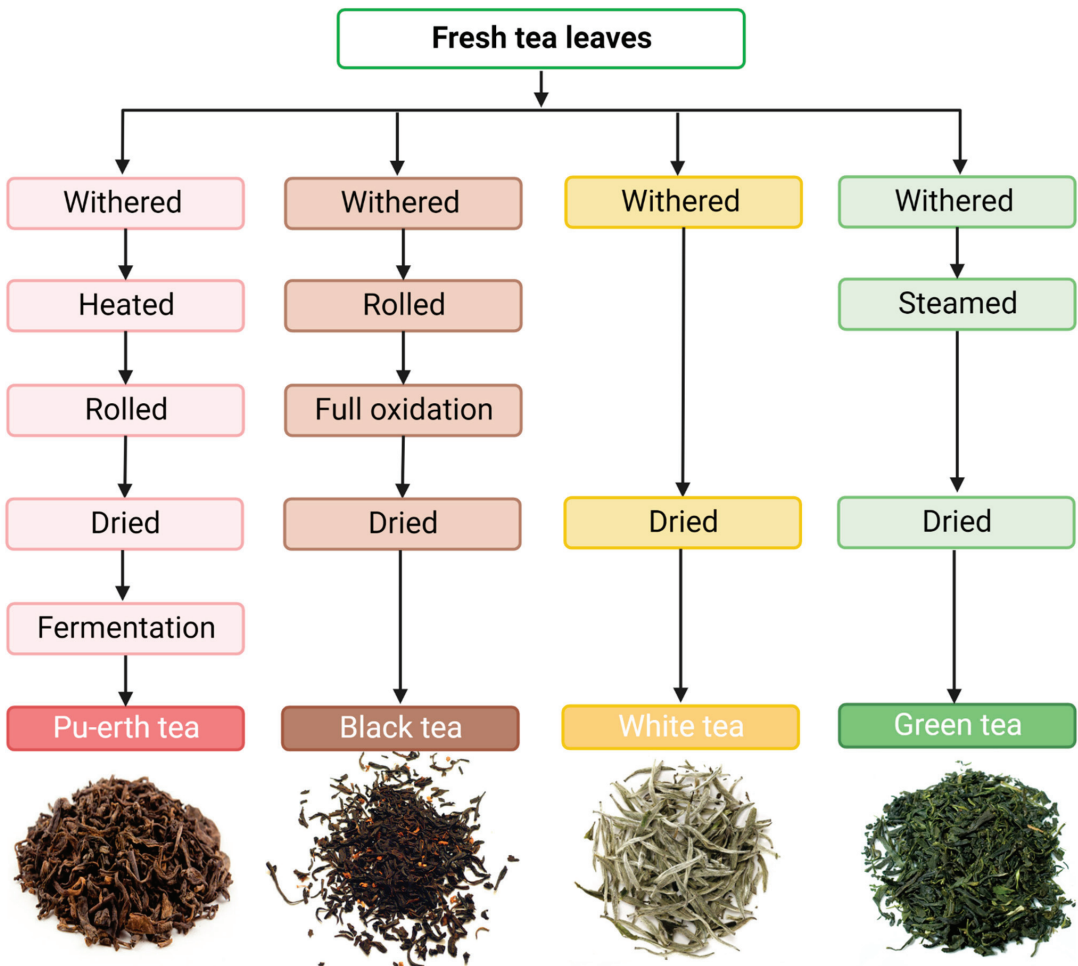 Fresh tea leaves
Withered
Withered
Withered
Withered
Heated
Rolled
Steamed
Rolled
Full oxidation
Dried
Dried
Dried
Dried
Fermentation
Pu-erth tea
Black tea
White tea
Green tea